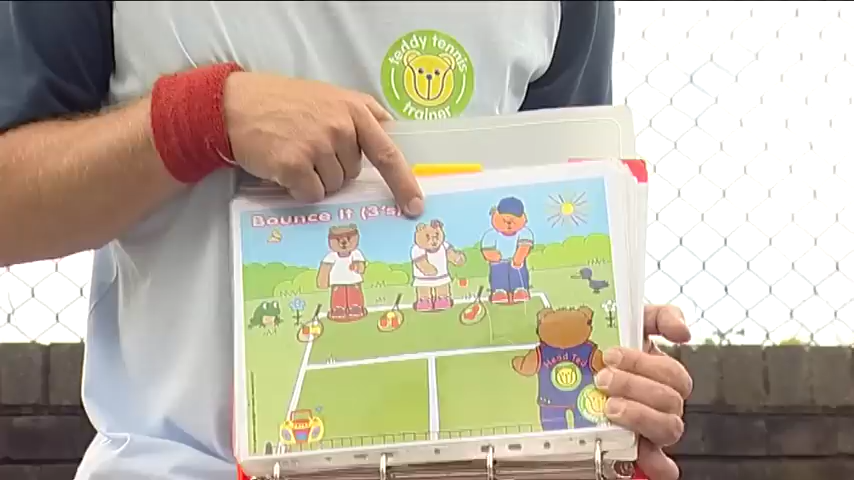 teddy tennis
trainer
Bounce It (3's)
Head Ted